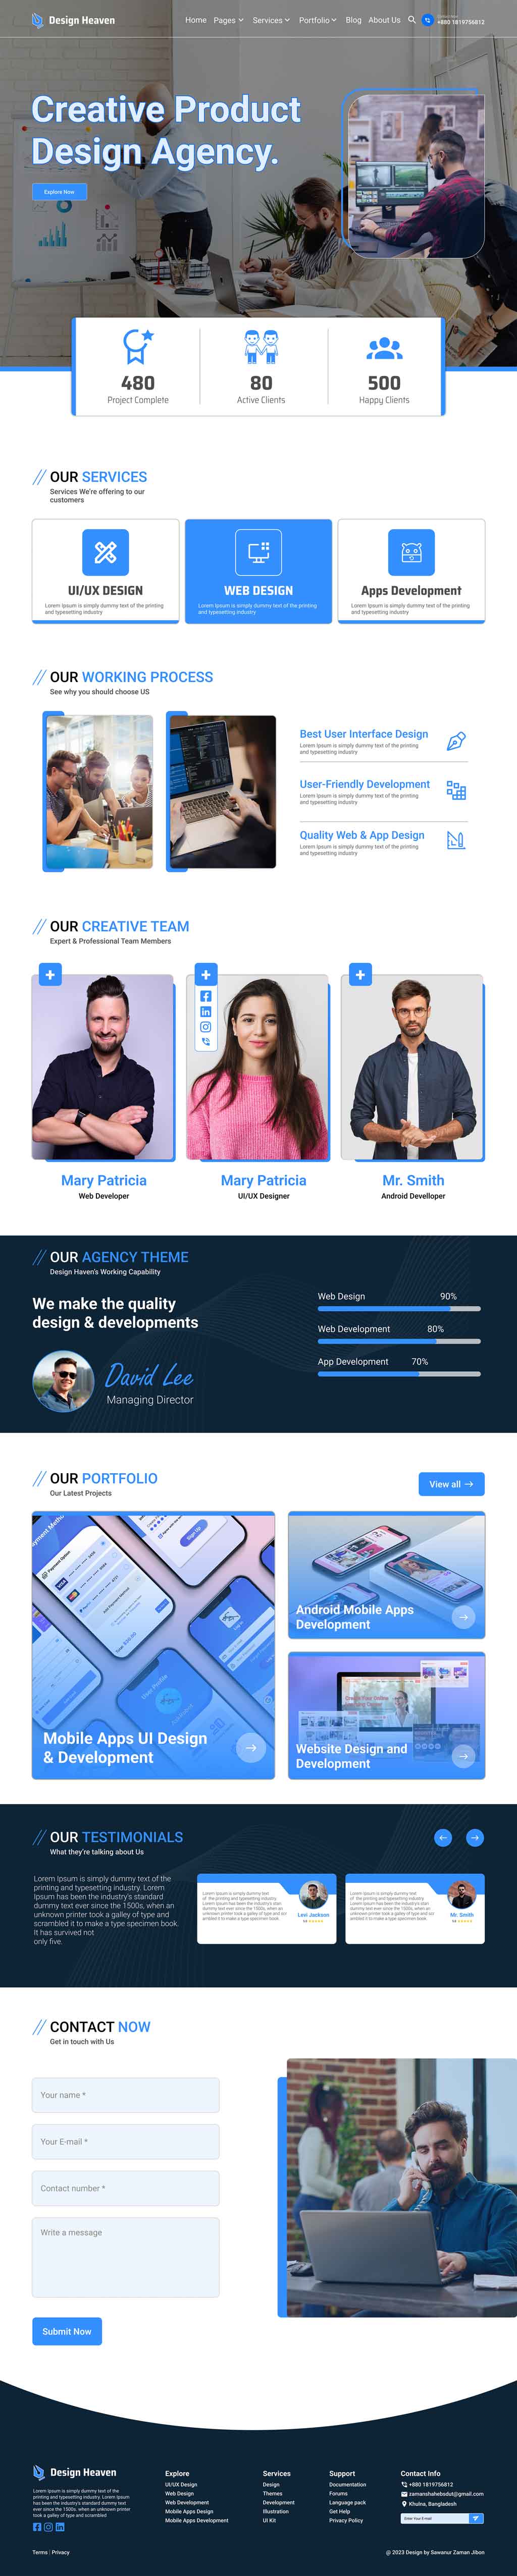 Design Heaven
Home Pages Services Portfolio Blog About Us
+880 1819756812
Creative Product
Design Agency.
Explore Now
480
Project Complete
80
Active Clients
500
Happy Clients
// OUR SERVICES
Services We're offering to our
customers
UI/UX DESIGN
Lorem Ipsum is simply dummy text of the printing
and typesetting industry
WEB DESIGN
Lorem Ipsum is simply dummy text of the printing
and typesetting industry
Apps Development
Lorem Ipsum is simply dummy text of the printing
and typesetting industry
// OUR WORKING PROCESS
See why you should choose US
Best User Interface Design
Lorem Ipsum is simply dummy text of the printing
and typesetting industry
User-Friendly Development
Lorem Ipsum is simply dummy text of the printing
and typesetting industry
Quality Web & App Design
Lorem Ipsum is simply dummy text of the printing
and typesetting industry
// OUR CREATIVE TEAM
Expert & Professional Team Members
Mary Patricia
Web Developer
Mary Patricia
UI/UX Designer
Mr. Smith
Android Develloper
// OUR AGENCY THEME
Design Haven's Working Capability
We make the quality
design & developments
David Lee
Managing Director
Web Design 90%
Web Development 80%
App Development 70%
// OUR PORTFOLIO
Our Latest Projects
View all
Mobile Apps UI Design
& Development
Android Mobile Apps
Development
Website Design and
Development
// OUR TESTIMONIALS
What they're talking about Us
Lorem Ipsum is simply dummy text of the
printing and typesetting industry. Lorem
Ipsum has been the industry's standard
dummy text ever since the 1500s, when an
unknown printer took a galley of type and
scrambled it to make a type specimen book.
It has survived not
only five.
Lorem Ipsum is simply dummy text
of the printing and typesetting industry.
Lorem Ipsum has been the industry's stan
dummy text ever since the 1500s, when an
unknown printer took a galley of type and scr
ambled it to make a type specimen book.
Levi Jackson
Lorem Ipsum is simply dummy text
of the printing and typesetting industry.
Lorem Ipsum has been the industry's stan
dummy text ever since the 1500s, when an
unknown printer took a galley of type and scr
ambled it to make a type specimen book.
Mr. Smith
// CONTACT NOW
Get in touch with Us
Your name *
Your E-mail *
Contact number *
Write a message
Submit Now
Design Heaven
Lorem Ipsum is simply dummy text of the
printing and typesetting industry. Lorem Ipsum
has been the industry's standard dummy text
ever since the 1500s, when an unknown printer
took a galley of type and scrambled
Explore
UI/UX Design
Web Design
Web Development
Mobile Apps Design
Mobile Apps Development
Services
Design
Themes
Development
Illustration
UI Kit
Support
Documentation
Forums
Language pack
Get Help
Privacy Policy
Contact Info
+880 1819756812
zamanshahebsdut@gmail.com
Khulna, Bangladesh
Enter Your E-mail
Terms | Privacy
@ 2023 Design by Sawanur Zaman Jibon